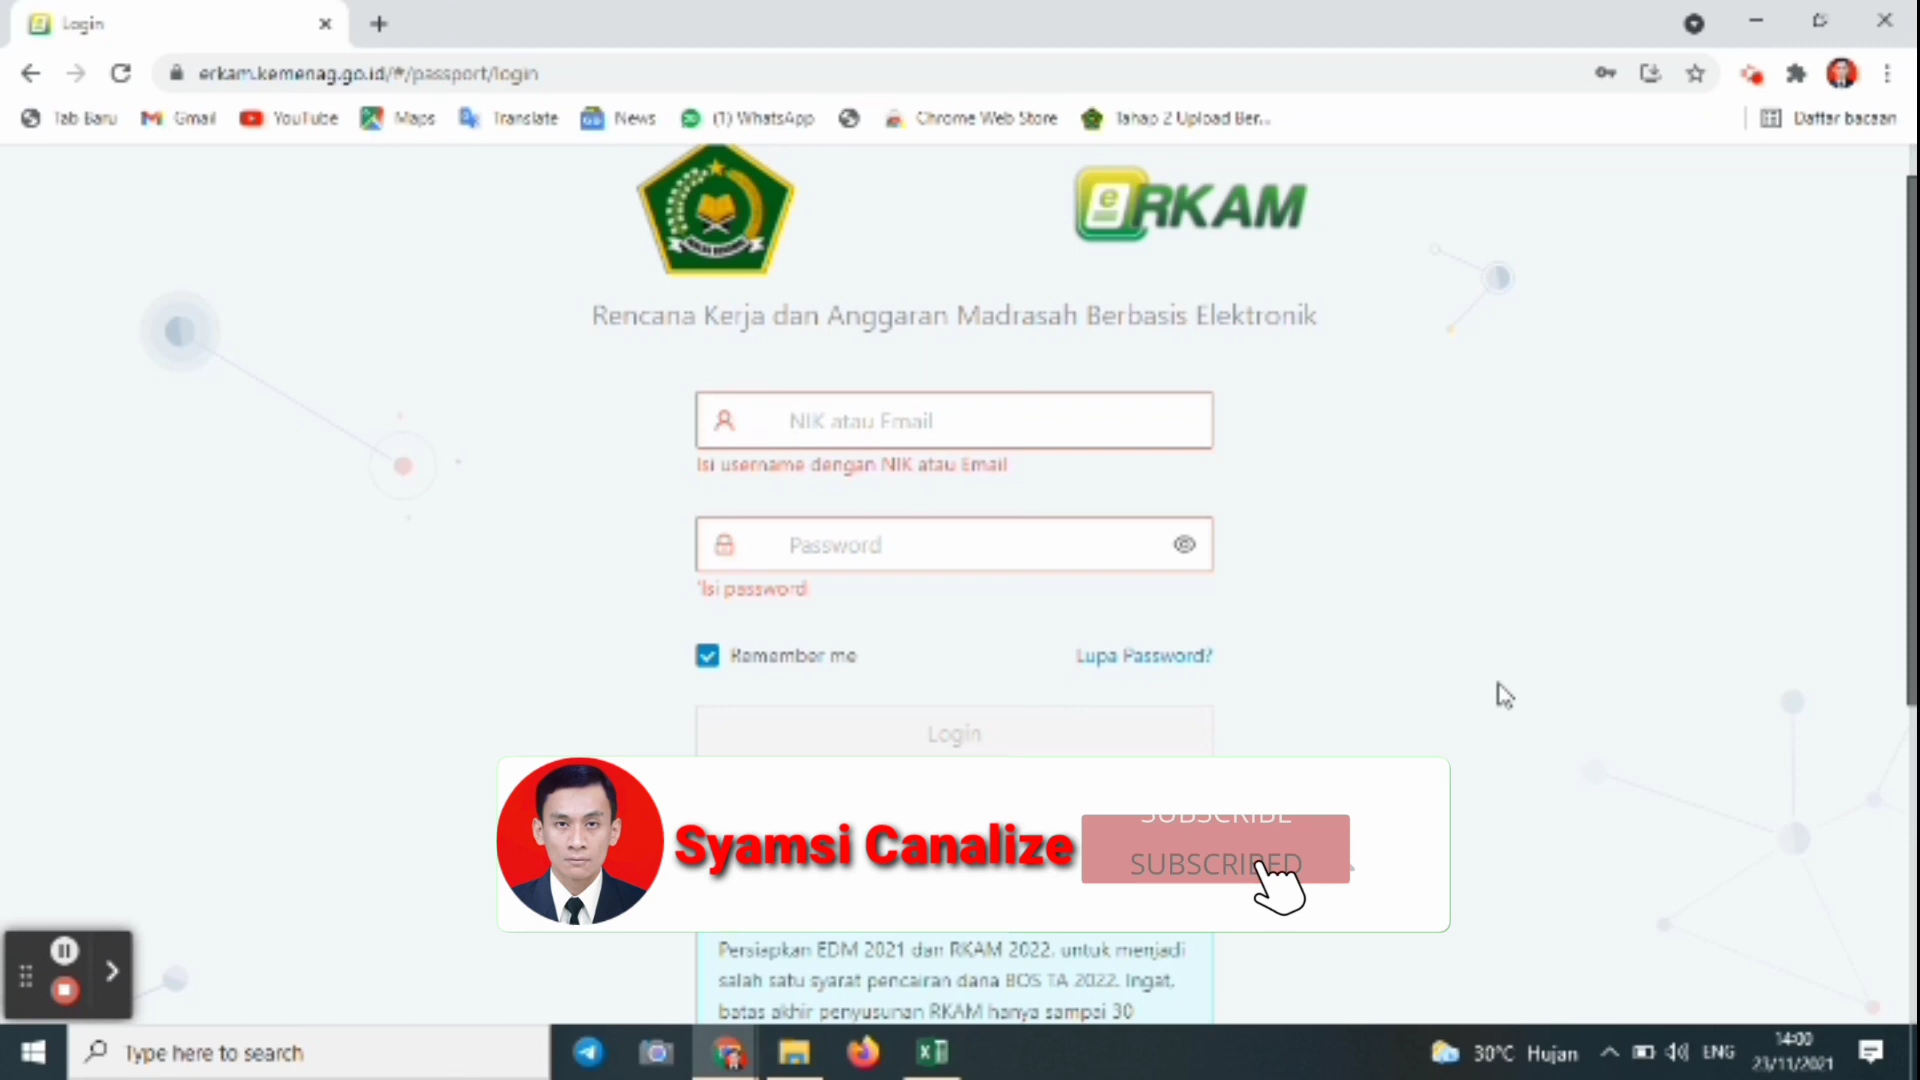 Login
erkam.kemenag.go.id/#/passport/login
Tab Baru
Gmail
YouTube
Maps
Translate
News
(1) WhatsApp
Chrome Web Store
Tahap 2 Upload Ber...
Daftar bacaan
eRKAM
Rencana Kerja dan Anggaran Madrasah Berbasis Elektronik
NIK atau Email
Isi username dengan NIK atau Email
Password
*Isi password
Remember me
Lupa Password?
Login
Syamsi Canalize
SUBSCRIBE
SUBSCRIBED
Persiapkan EDM 2021 dan RKAM 2022, untuk menjadi
salah satu syarat pencairan dana BOS TA 2022. Ingat,
batas akhir penyusunan RKAM hanya sampai 30
Type here to search
30°C Hujan
ENG
14:00
23/11/2021